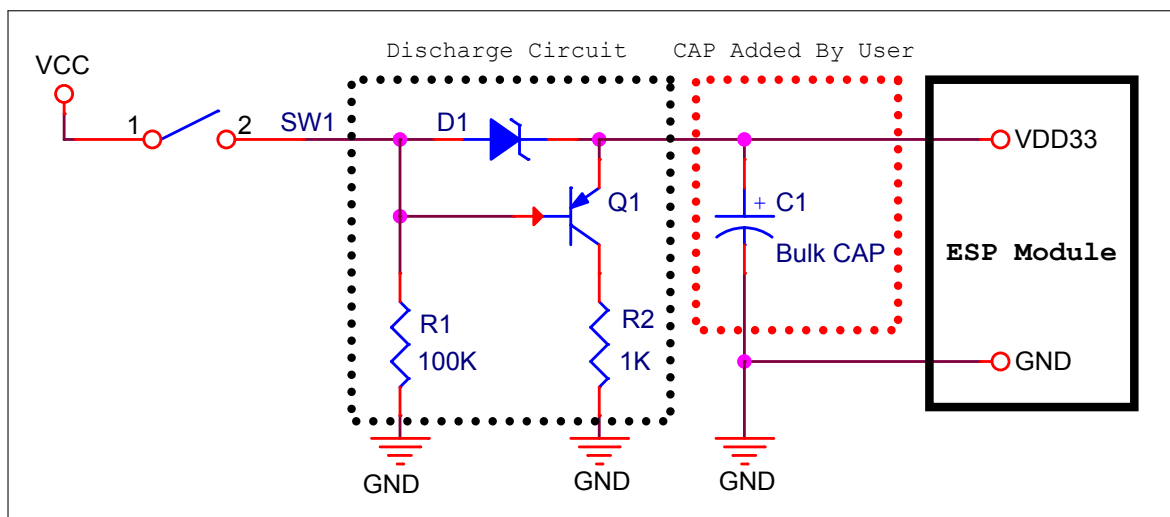 Discharge Circuit
CAP Added By User
VCC
1
2
SW1
D1
VDD33
Q1
+ C1
Bulk CAP
ESP Module
R1
100K
R2
1K
GND
GND
GND
GND